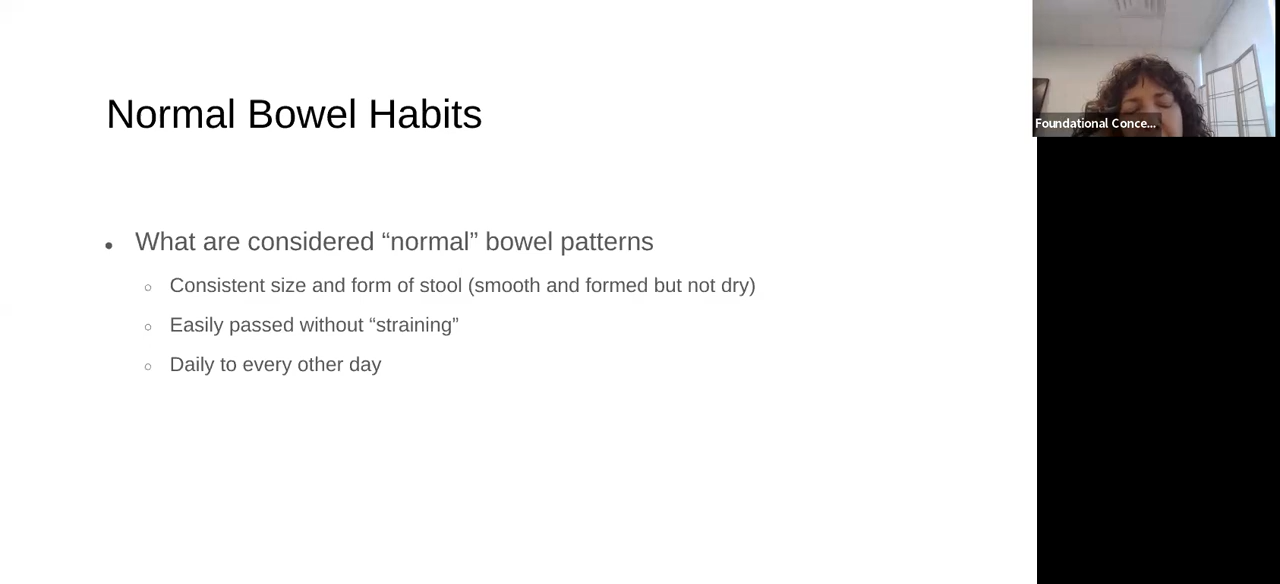 Normal Bowel Habits
● What are considered “normal” bowel patterns
○ Consistent size and form of stool (smooth and formed but not dry)
○ Easily passed without “straining”
○ Daily to every other day
Foundational Conce...